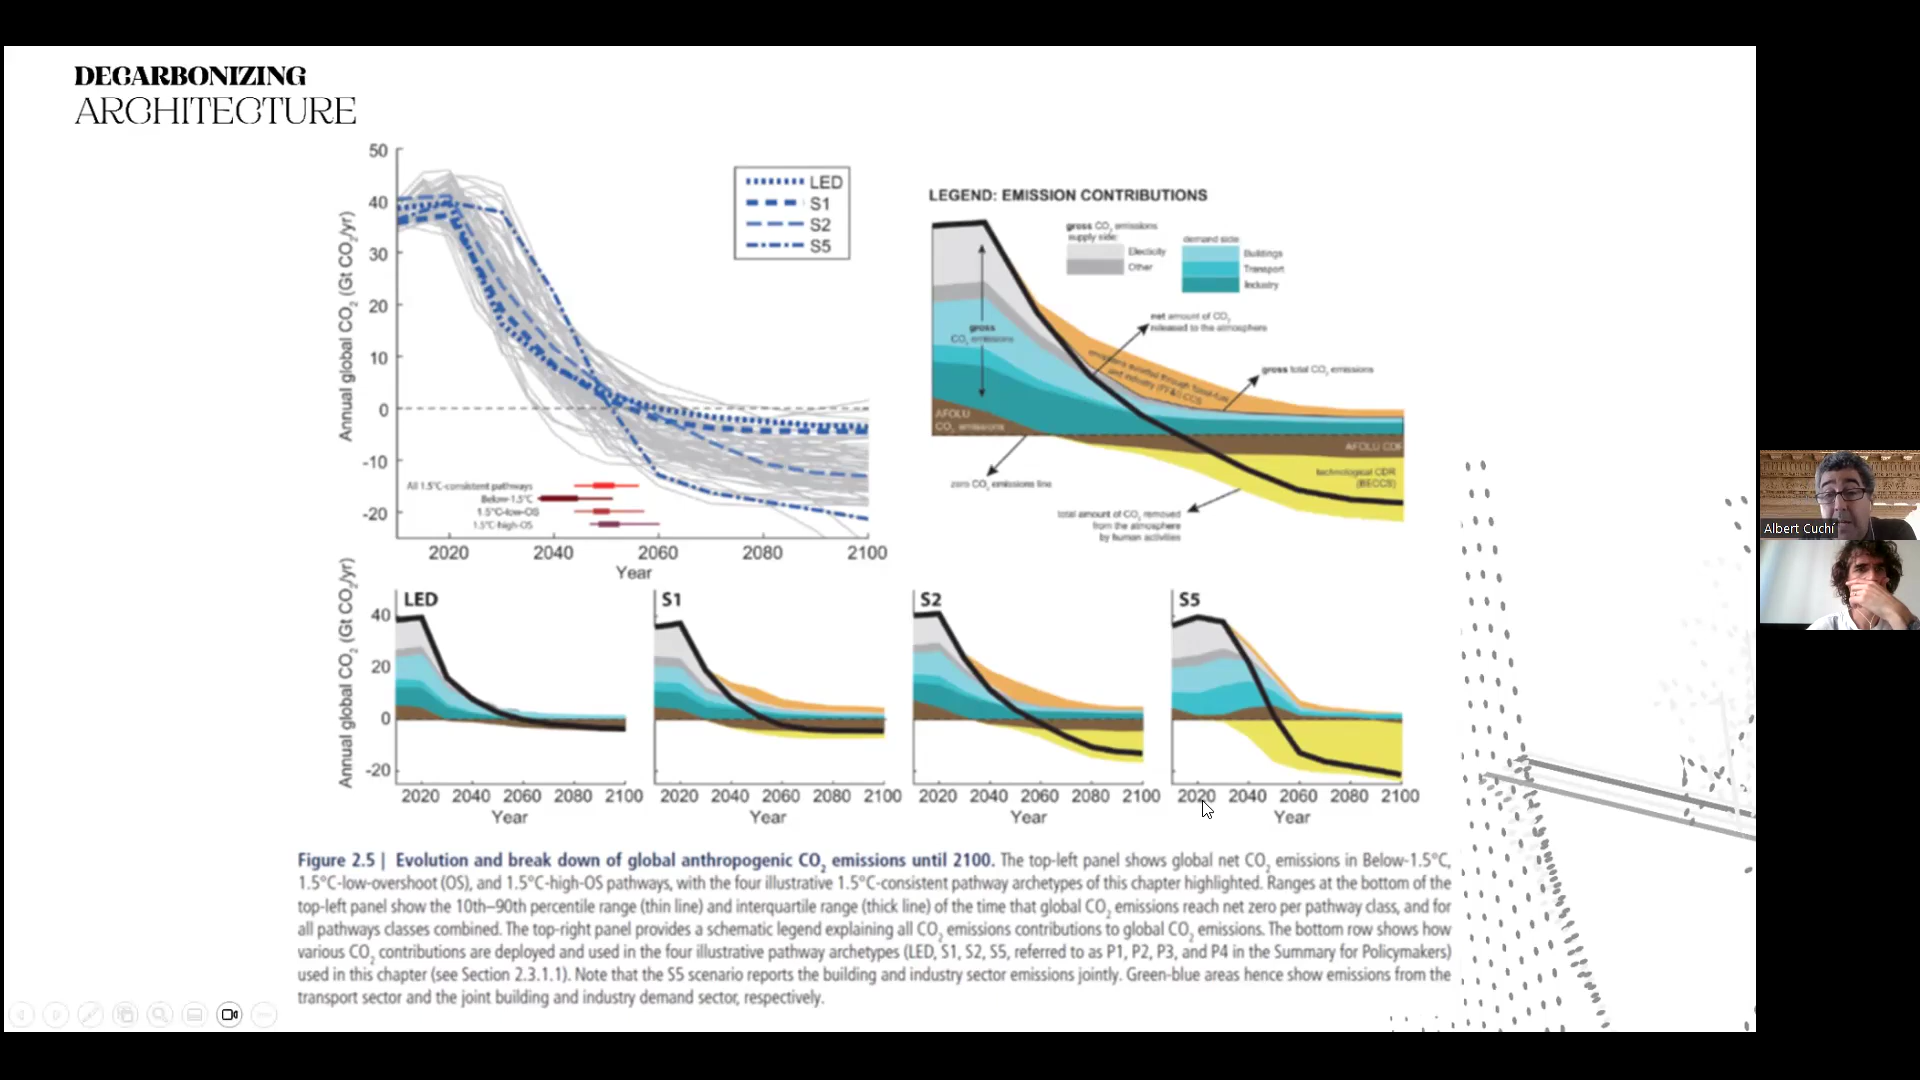 DECARBONIZING
ARCHITECTURE
50
40
30
20
10
0
-10
-20
Annual global CO₂ (Gt CO₂/yr)
LED
S1
S2
S5
All 1.5°C-consistent pathways
Below-1.5°C
1.5°C-low-OS
1.5°C-high-OS
2020 2040 2060 2080 2100
Year
LEGEND: EMISSION CONTRIBUTIONS
gross CO₂ emissions
supply side:
Electicity
Other
demand side:
Buildings
Transport
Industry
gross
CO₂ emissions
net amount of CO₂
released to the atmosphere
gross total CO₂ emissions
AFOLU
CO₂ emissions
AFOLU CDR
technological CDR
(BECCS)
zero CO₂ emissions line
total amount of CO₂ removed
from the atmosphere
by human activities
Annual global CO₂ (Gt CO₂/yr)
40
20
0
-20
LED
2020 2040 2060 2080 2100
Year
S1
2020 2040 2060 2080 2100
Year
S2
2020 2040 2060 2080 2100
Year
S5
2020 2040 2060 2080 2100
Year
Figure 2.5 | Evolution and break down of global anthropogenic CO₂ emissions until 2100. The top-left panel shows global net CO₂ emissions in Below-1.5°C,
1.5°C-low-overshoot (OS), and 1.5°C-high-OS pathways, with the four illustrative 1.5°C-consistent pathway archetypes of this chapter highlighted. Ranges at the bottom of the
top-left panel show the 10th–90th percentile range (thin line) and interquartile range (thick line) of the time that global CO₂ emissions reach net zero per pathway class, and for
all pathways classes combined. The top-right panel provides a schematic legend explaining all CO₂ emissions contributions to global CO₂ emissions. The bottom row shows how
various CO₂ contributions are deployed and used in the four illustrative pathway archetypes (LED, S1, S2, S5, referred to as P1, P2, P3, and P4 in the Summary for Policymakers)
used in this chapter (see Section 2.3.1.1). Note that the S5 scenario reports the building and industry sector emissions jointly. Green-blue areas hence show emissions from the
transport sector and the joint building and industry demand sector, respectively.
Albert Cuchí